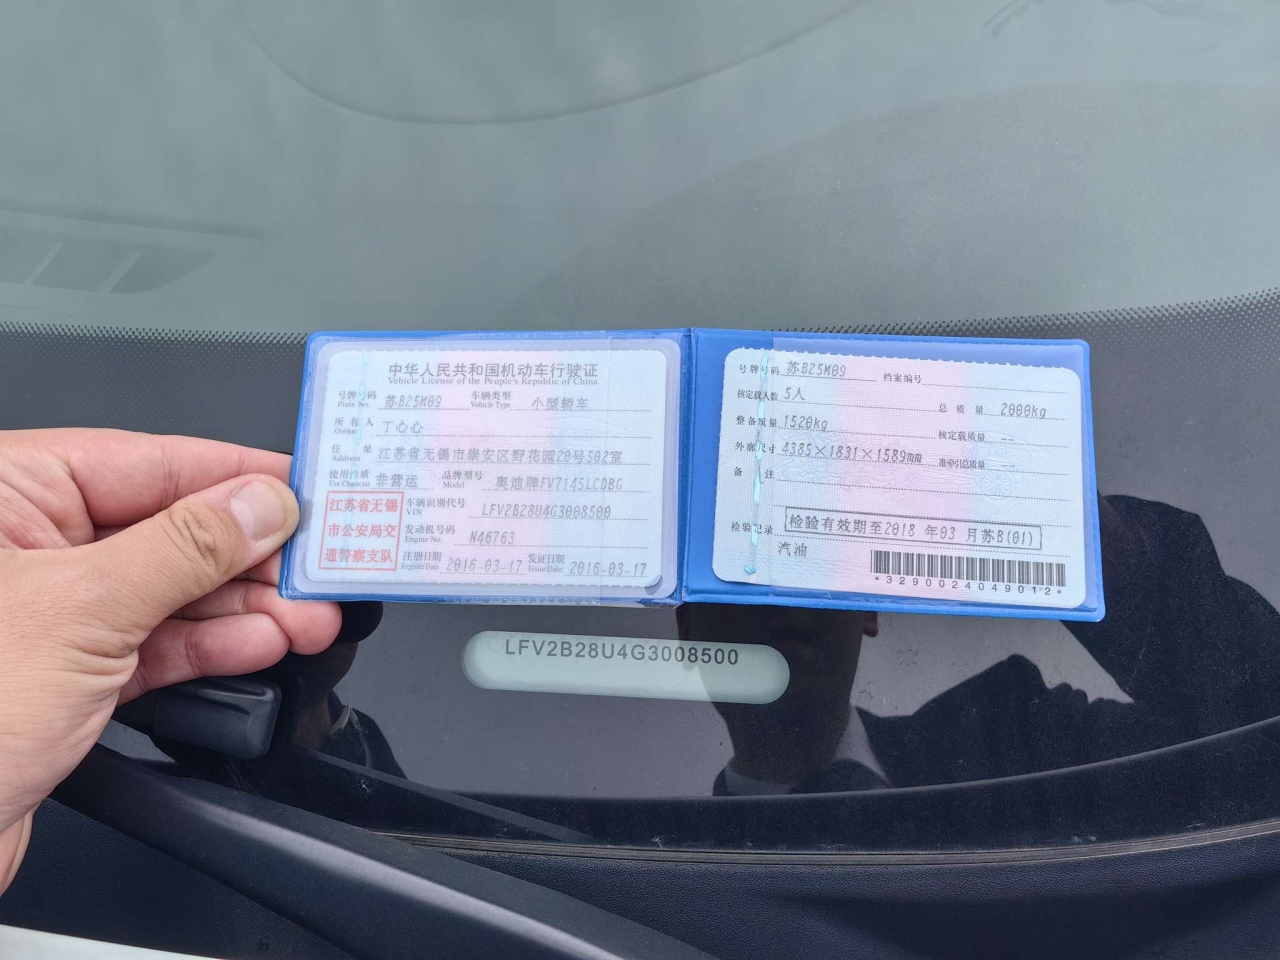 中华人民共和国机动车行驶证
Vehicle License of the People's Republic of China
号牌号码 苏B25M09 车辆类型 小型轿车
Plate No. Vehicle Type
所有人 丁心心
Owner
住址 江苏省无锡市崇安区野花园20号502室
Address
使用性质 非营运 品牌型号 奥迪牌FV7145LCDBG
Use Character Model
江苏省无锡
市公安局交
通警察支队
车辆识别代号 LFV2B28U4G3008500
VIN
发动机号码 N46763
Engine No.
注册日期 2016-03-17 发证日期 2016-03-17
Register Date Issue Date
号牌号码 苏B25M09 档案编号
核定载人数 5人 总质量 2000kg
整备质量 1520kg 核定载质量 --
外廓尺寸 4385×1831×1589mm 准牵引总质量 --
备注
检验记录 检验有效期至2018 年03 月苏B(01)
汽油
*3290024049012*
LFV2B28U4G3008500